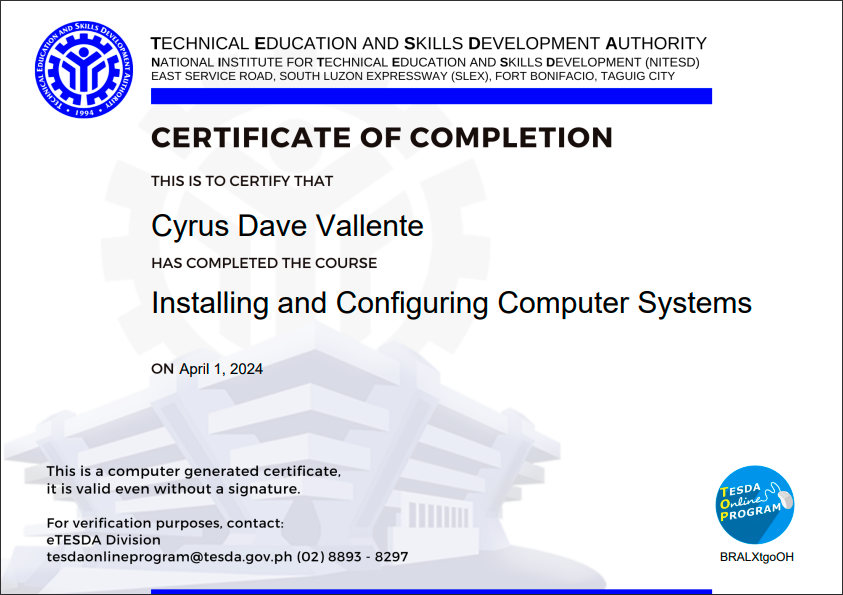 TECHNICAL EDUCATION AND SKILLS DEVELOPMENT AUTHORITY
1994
TECHNICAL EDUCATION AND SKILLS DEVELOPMENT AUTHORITY
NATIONAL INSTITUTE FOR TECHNICAL EDUCATION AND SKILLS DEVELOPMENT (NITESD)
EAST SERVICE ROAD, SOUTH LUZON EXPRESSWAY (SLEX), FORT BONIFACIO, TAGUIG CITY
CERTIFICATE OF COMPLETION
THIS IS TO CERTIFY THAT
Cyrus Dave Vallente
HAS COMPLETED THE COURSE
Installing and Configuring Computer Systems
ON April 1, 2024
This is a computer generated certificate,
it is valid even without a signature.
For verification purposes, contact:
eTESDA Division
tesdaonlineprogram@tesda.gov.ph (02) 8893 - 8297
TESDA
Online
PROGRAM
BRALXtgoOH